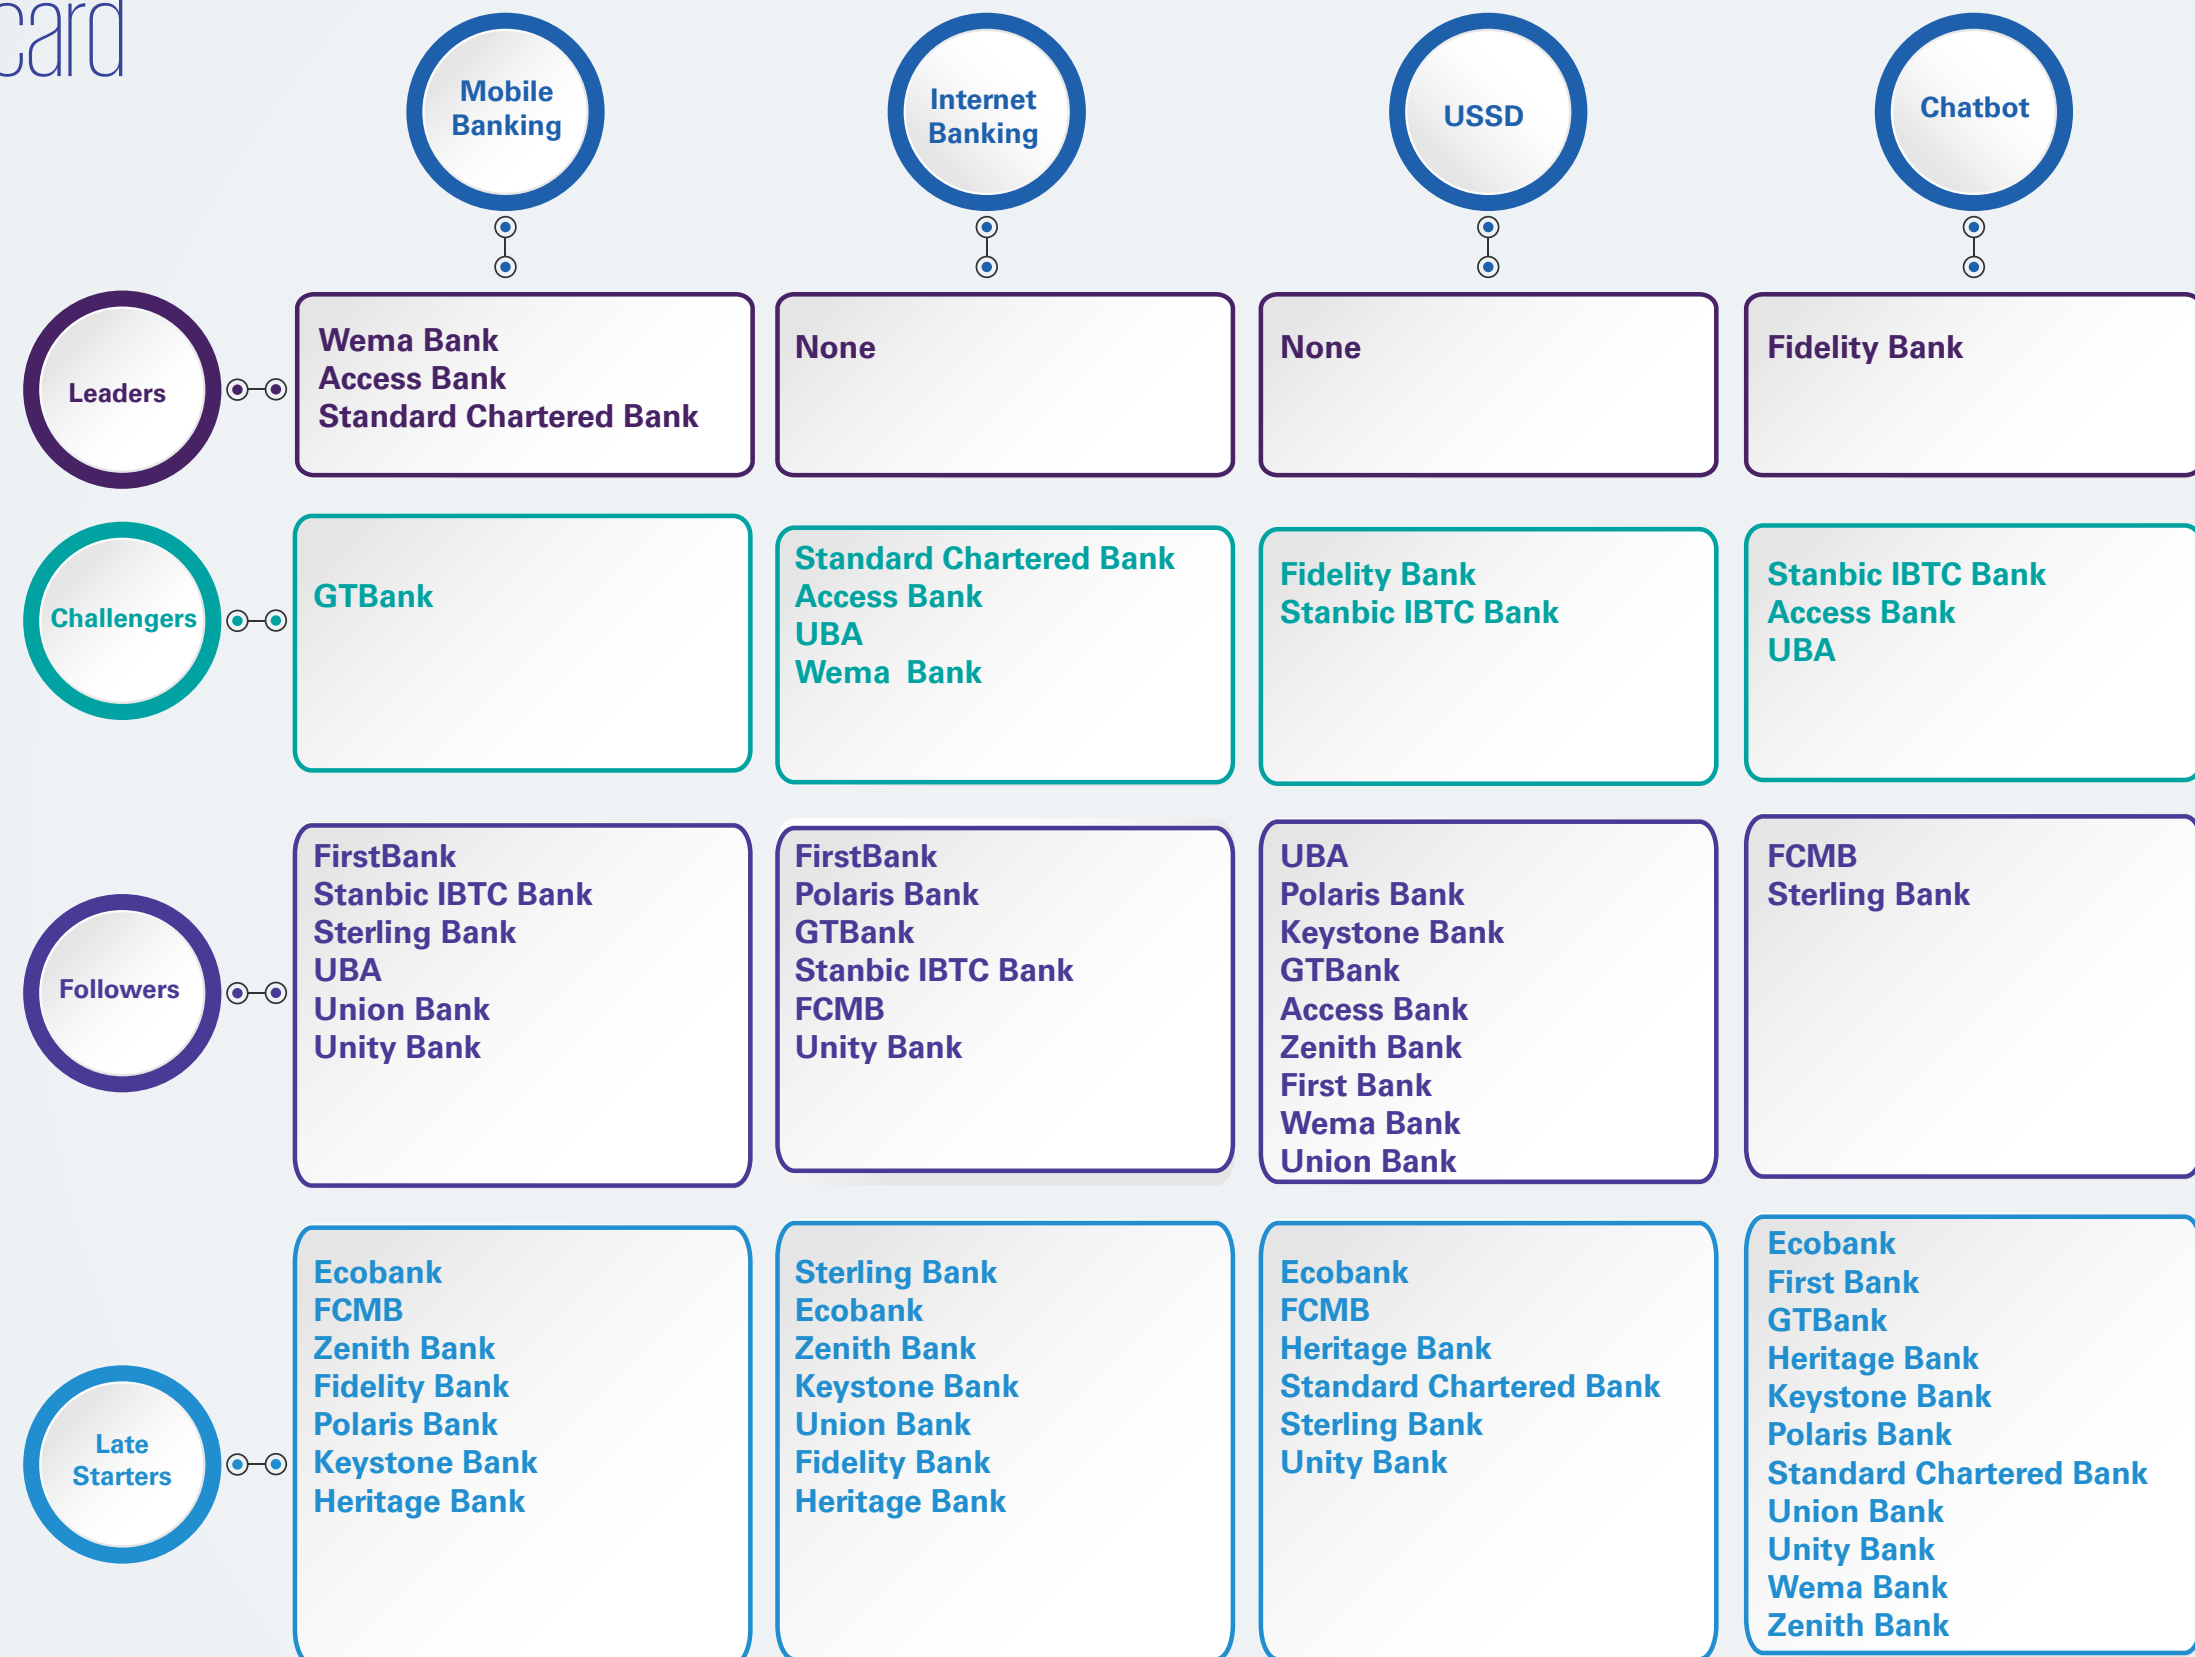 card
Mobile
Banking
Internet
Banking
USSD
Chatbot
Leaders
Wema Bank
Access Bank
Standard Chartered Bank
None
None
Fidelity Bank
Challengers
GTBank
Standard Chartered Bank
Access Bank
UBA
Wema  Bank
Fidelity Bank
Stanbic IBTC Bank
Stanbic IBTC Bank
Access Bank
UBA
Followers
FirstBank
Stanbic IBTC Bank
Sterling Bank
UBA
Union Bank
Unity Bank
FirstBank
Polaris Bank
GTBank
Stanbic IBTC Bank
FCMB
Unity Bank
UBA
Polaris Bank
Keystone Bank
GTBank
Access Bank
Zenith Bank
First Bank
Wema Bank
Union Bank
FCMB
Sterling Bank
Late
Starters
Ecobank
FCMB
Zenith Bank
Fidelity Bank
Polaris Bank
Keystone Bank
Heritage Bank
Sterling Bank
Ecobank
Zenith Bank
Keystone Bank
Union Bank
Fidelity Bank
Heritage Bank
Ecobank
FCMB
Heritage Bank
Standard Chartered Bank
Sterling Bank
Unity Bank
Ecobank
First Bank
GTBank
Heritage Bank
Keystone Bank
Polaris Bank
Standard Chartered Bank
Union Bank
Unity Bank
Wema Bank
Zenith Bank